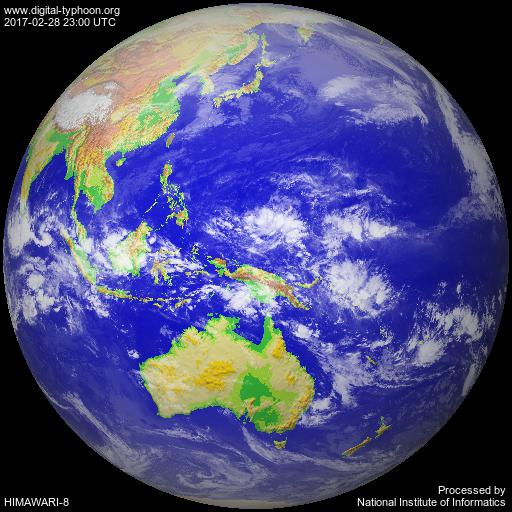 www.digital-typhoon.org
2017-02-28 23:00 UTC
HIMAWARI-8
Processed by
National Institute of Informatics